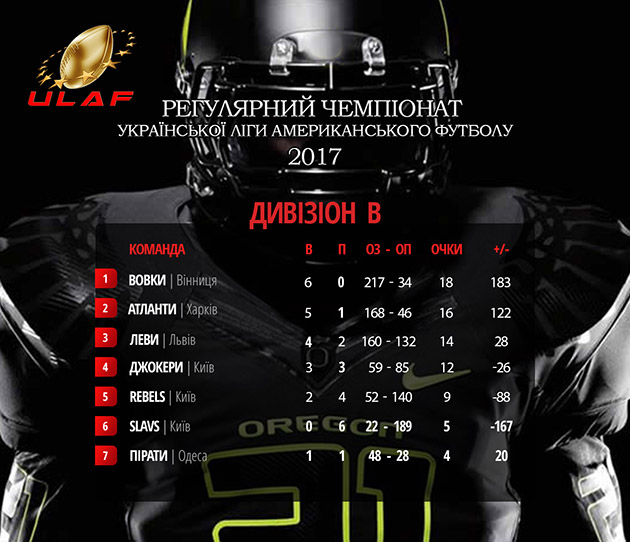 ULAF
РЕГУЛЯРНИЙ ЧЕМПІОНАТ
УКРАЇНСЬКОЇ ЛІГИ АМЕРИКАНСЬКОГО ФУТБОЛУ
2017
ДИВІЗІОН В
КОМАНДА В П ОЗ - ОП ОЧКИ +/-
1 ВОВКИ | Вінниця 6 0 217 - 34 18 183
2 АТЛАНТИ | Харків 5 1 168 - 46 16 122
3 ЛЕВИ | Львів 4 2 160 - 132 14 28
4 ДЖОКЕРИ | Київ 3 3 59 - 85 12 -26
5 REBELS | Київ 2 4 52 - 140 9 -88
6 SLAVS | Київ 0 6 22 - 189 5 -167
7 ПІРАТИ | Одеса 1 1 48 - 28 4 20
OREGON
21